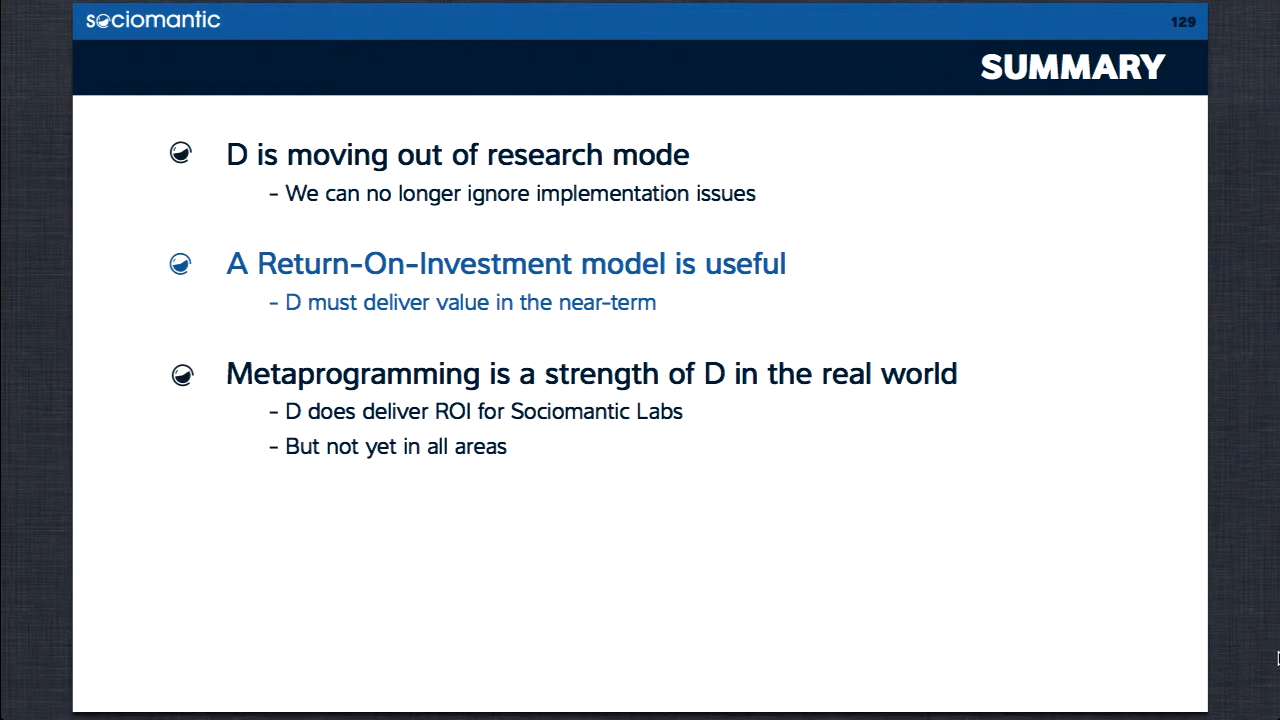 sociomantic
129
SUMMARY
D is moving out of research mode
- We can no longer ignore implementation issues
A Return-On-Investment model is useful
- D must deliver value in the near-term
Metaprogramming is a strength of D in the real world
- D does deliver ROI for Sociomantic Labs
- But not yet in all areas